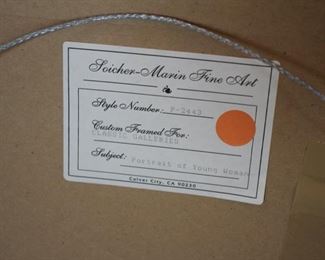 Soicher-Marin Fine Art
Style Number: P-2443
Custom Framed For:
CLASSIC GALLERIES
Subject: Portrait of Young Woman
Culver City, CA 90230